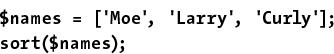 $names = ['Moe', 'Larry', 'Curly'];
sort($names);